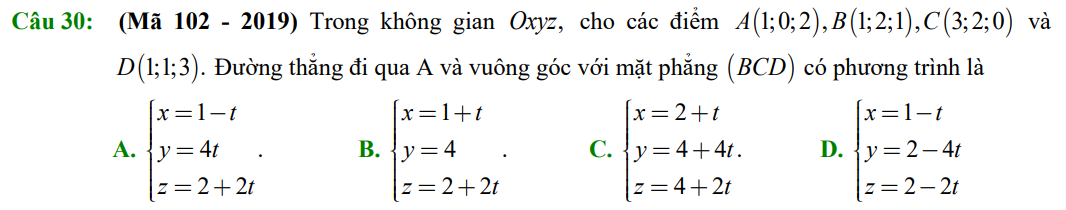 Câu 30: (Mã 102 - 2019) Trong không gian Oxyz, cho các điểm A(1;0;2), B(1;2;1), C(3;2;0) và
D(1;1;3). Đường thẳng đi qua A và vuông góc với mặt phẳng (BCD) có phương trình là
A. { x = 1 − t
y = 4t
z = 2 + 2t .
B. { x = 1 + t
y = 4
z = 2 + 2t .
C. { x = 2 + t
y = 4 + 4t
z = 4 + 2t .
D. { x = 1 − t
y = 2 − 4t
z = 2 − 2t